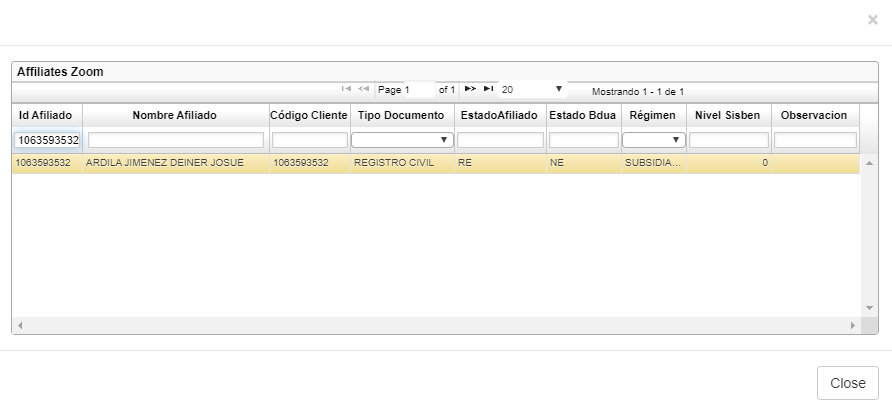 ×
Affiliates Zoom
Page 1 of 1 20 Mostrando 1 - 1 de 1
Id Afiliado Nombre Afiliado Código Cliente Tipo Documento EstadoAfiliado Estado Bdua Régimen Nivel Sisben Observacion
1063593532
1063593532 ARDILA JIMENEZ DEINER JOSUE 1063593532 REGISTRO CIVIL RE NE SUBSIDIA... 0
Close